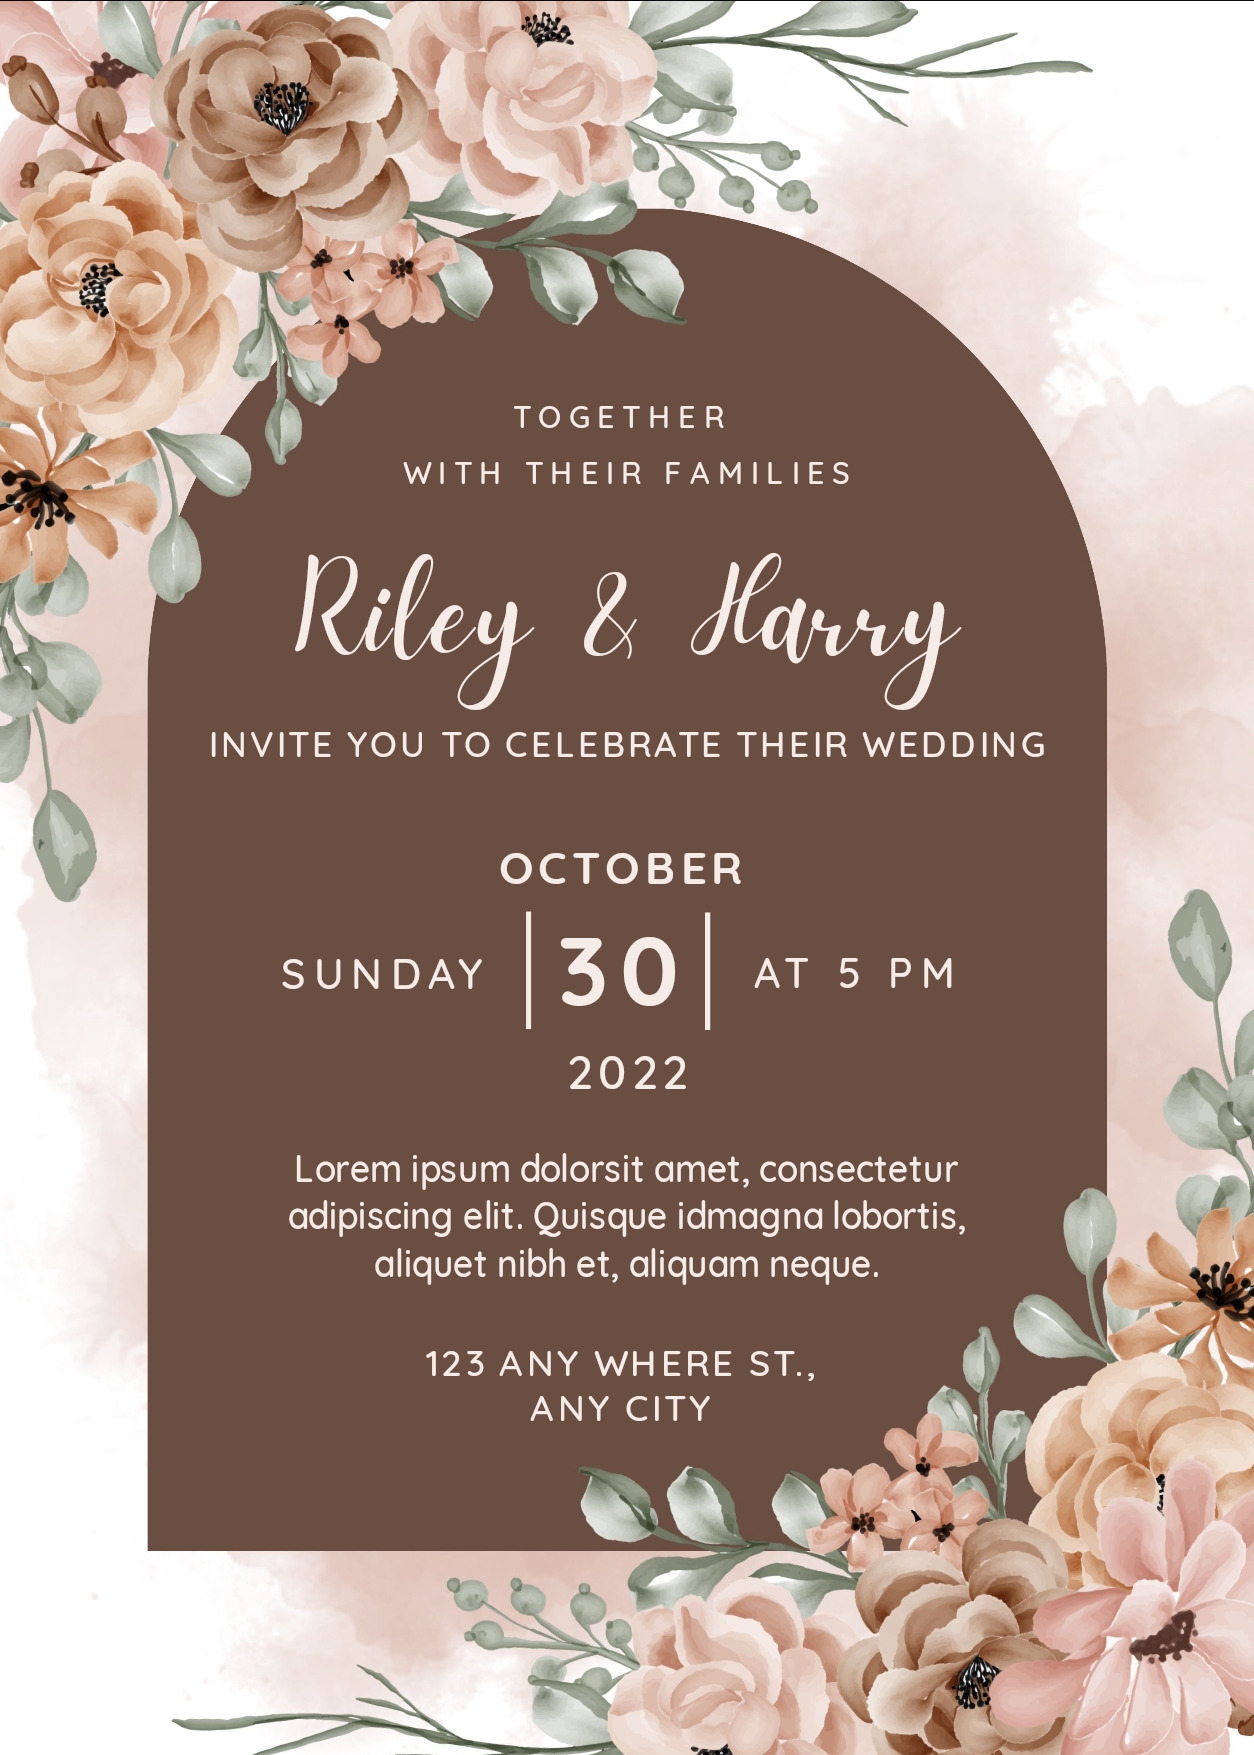 TOGETHER
WITH THEIR FAMILIES
Riley & Harry
INVITE YOU TO CELEBRATE THEIR WEDDING
OCTOBER
SUNDAY 30 AT 5 PM
2022
Lorem ipsum dolorsit amet, consectetur
adipiscing elit. Quisque idmagna lobortis,
aliquet nibh et, aliquam neque.
123 ANY WHERE ST.,
ANY CITY